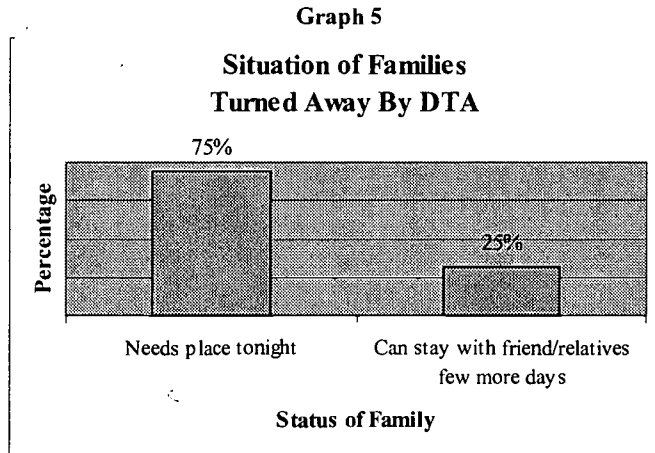 Graph 5
Situation of Families
Turned Away By DTA
75%
25%
Percentage
Needs place tonight
Can stay with friend/relatives
few more days
Status of Family